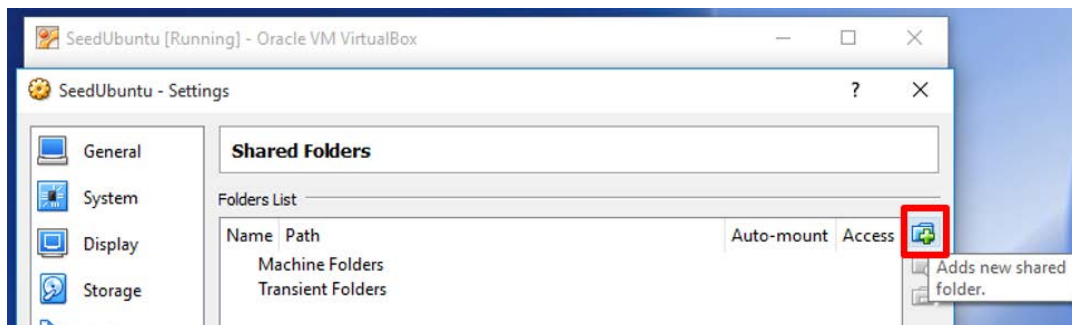 SeedUbuntu [Running] - Oracle VM VirtualBox
SeedUbuntu - Settings
?
General
System
Display
Storage
Shared Folders
Folders List
Name Path Auto-mount Access
Machine Folders
Transient Folders
Adds new shared
folder.